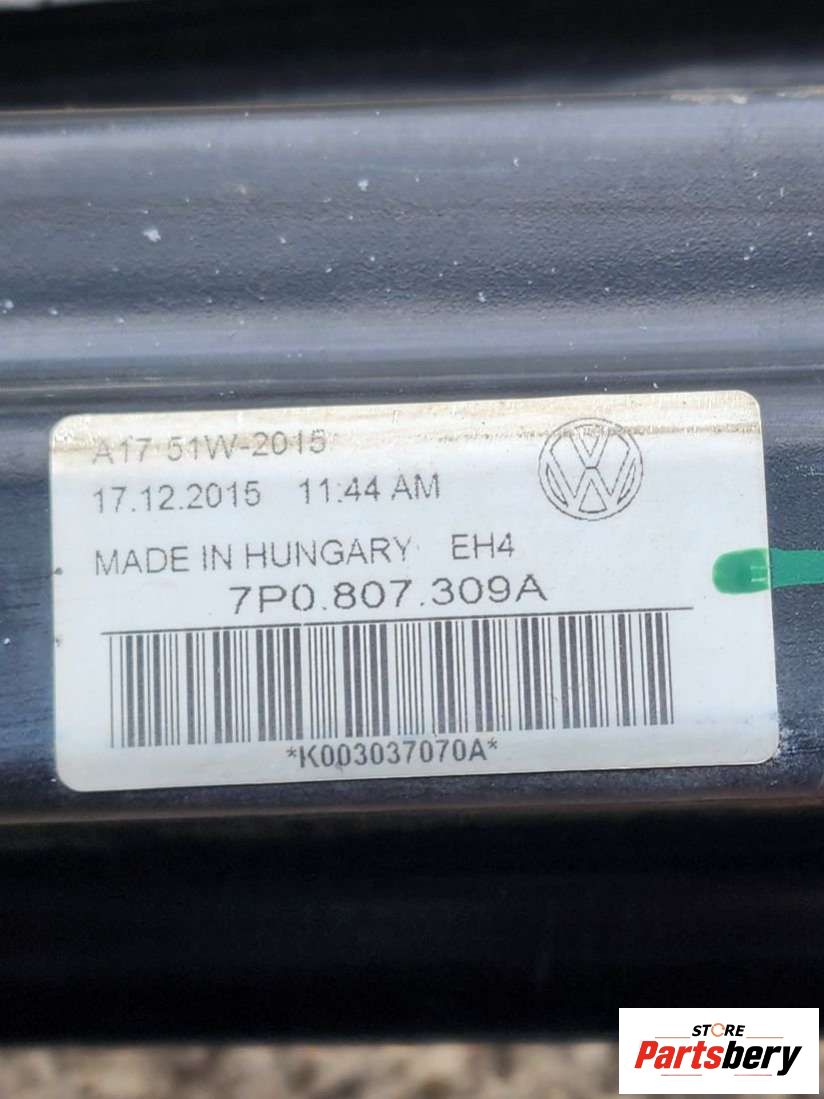 A17 51W-2015
17.12.2015 11:44 AM
MADE IN HUNGARY EH4
7P0.807.309A
*K003037070A*
STORE
Partsbery